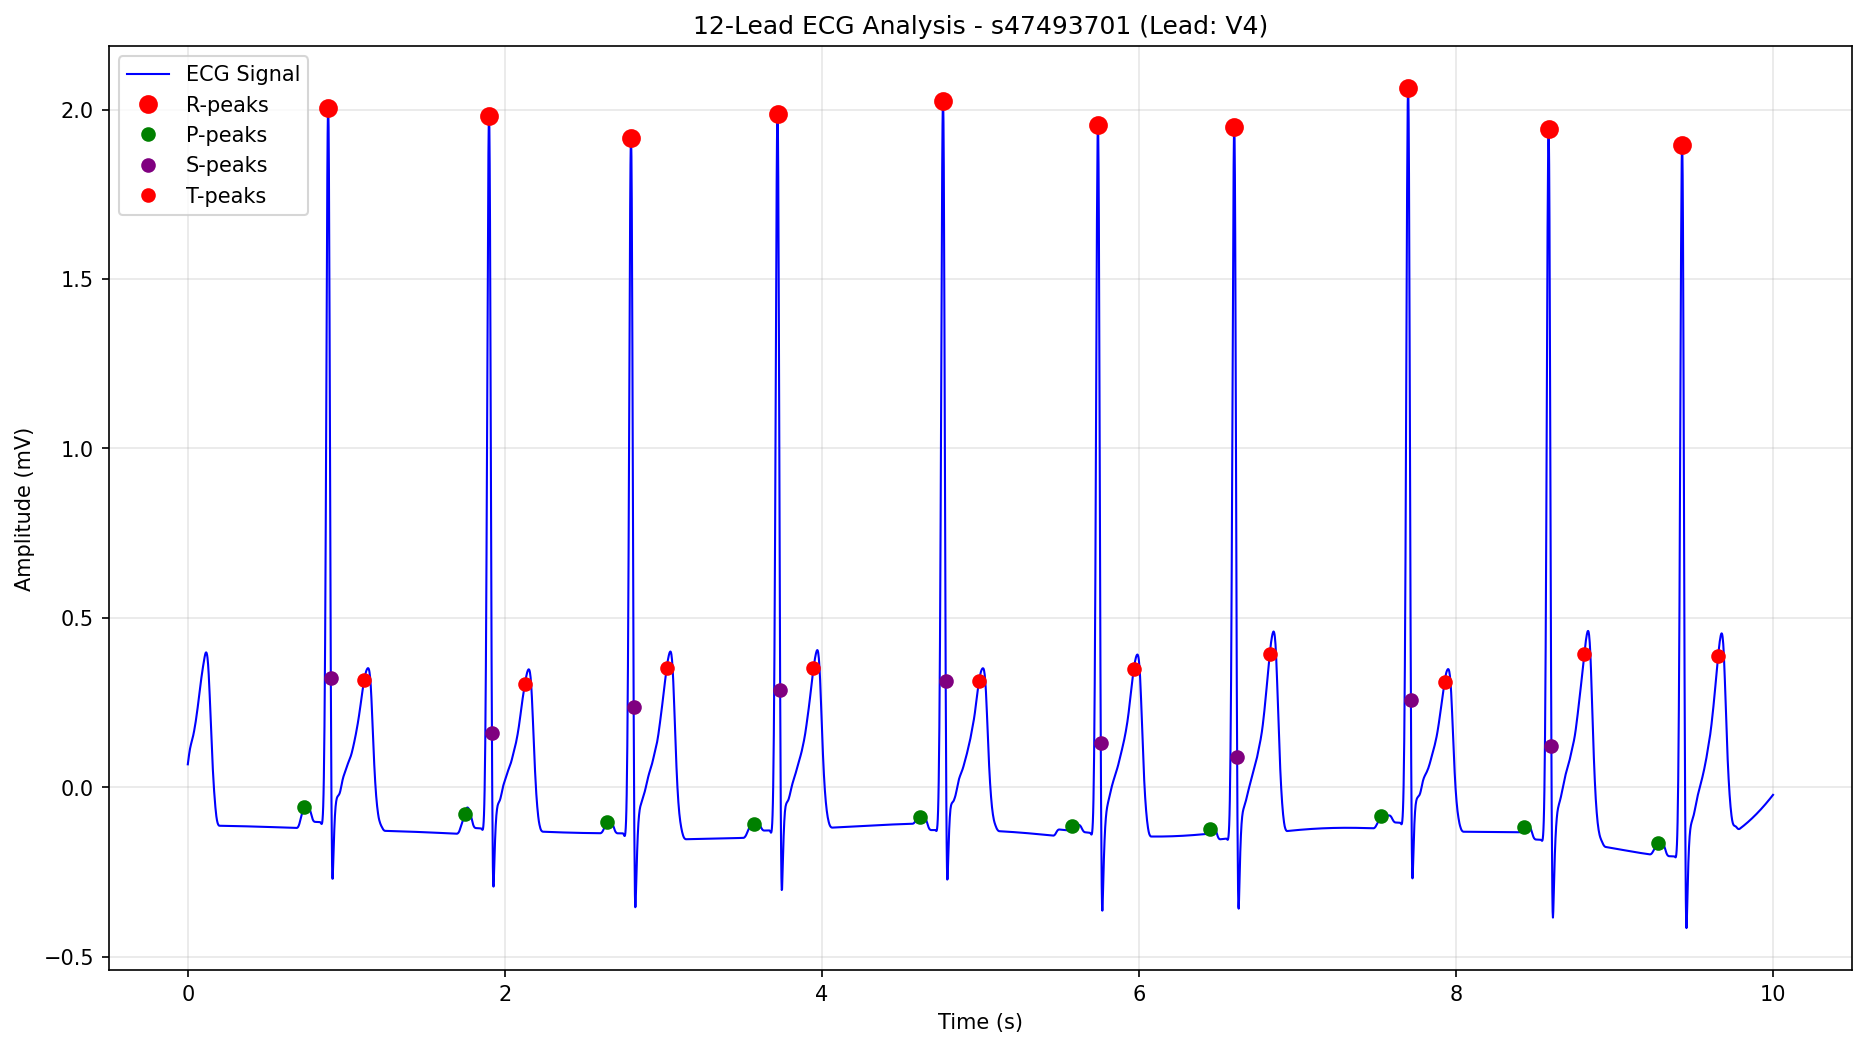 12-Lead ECG Analysis - s47493701 (Lead: V4)
ECG Signal
R-peaks
P-peaks
S-peaks
T-peaks
Amplitude (mV)
2.0
1.5
1.0
0.5
0.0
−0.5
0 2 4 6 8 10
Time (s)